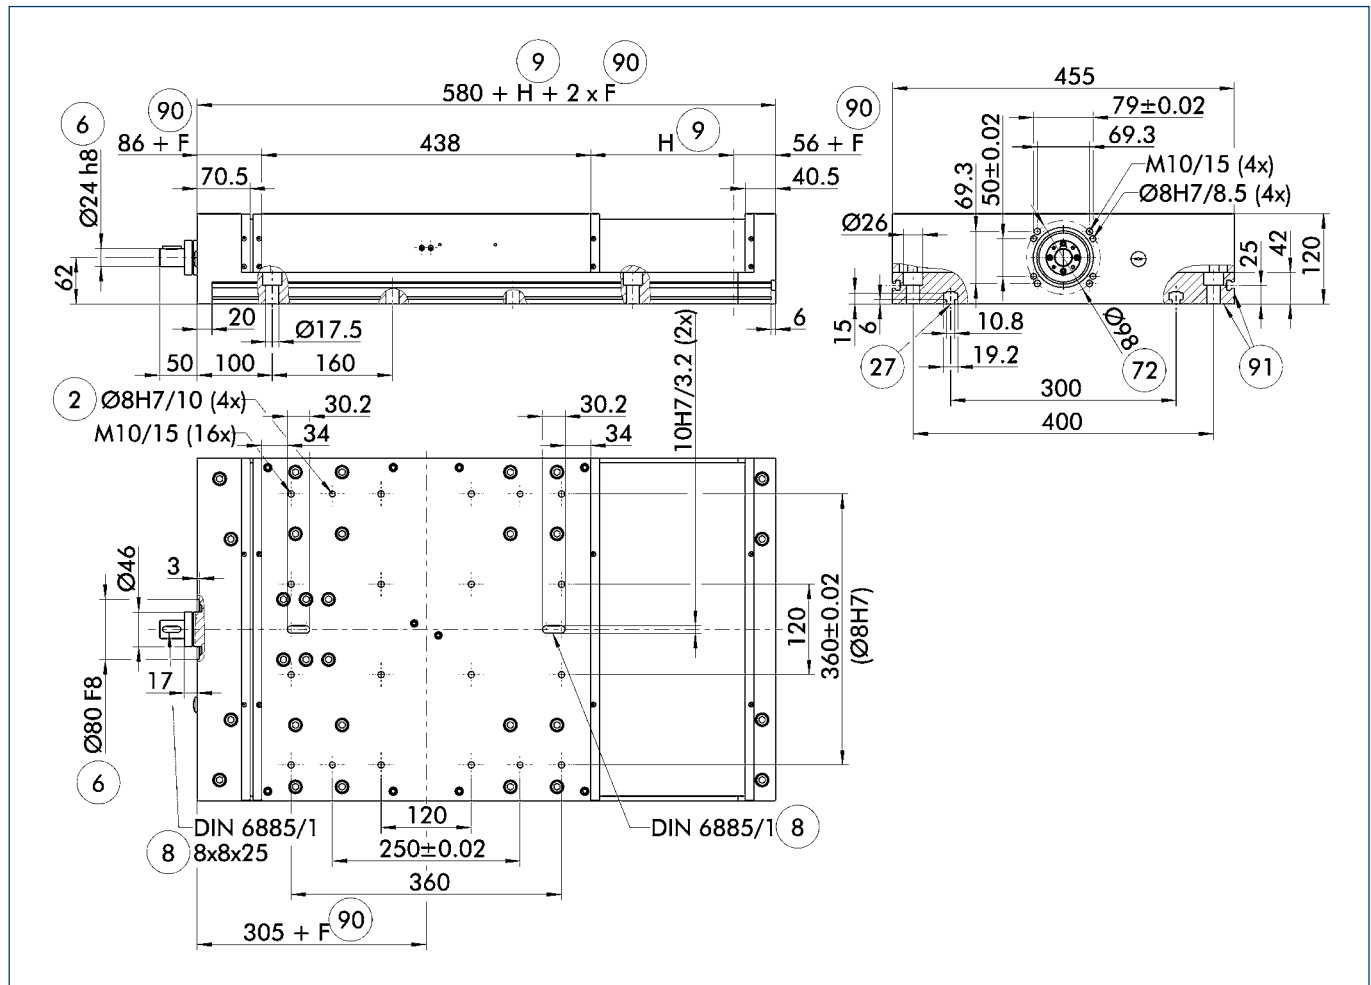 9
90
580 + H + 2 x F
6
90
Ø24 h8
86 + F
438
H
9
56 + F
70.5
40.5
62
20
Ø17.5
6
50
100
160
90
455
79±0.02
69.3
69.3
50±0.02
M10/15 (4x)
Ø8H7/8.5 (4x)
Ø26
25
42
120
15
6
10.8
19.2
Ø98
27
72
91
300
400
2
Ø8H7/10 (4x)
M10/15 (16x)
30.2
34
30.2
34
10H7/3.2 (2x)
3
Ø46
17
Ø80 F8
6
120
360±0.02
(Ø8H7)
DIN 6885/1
8
8x8x25
DIN 6885/1
8
120
250±0.02
360
90
305 + F